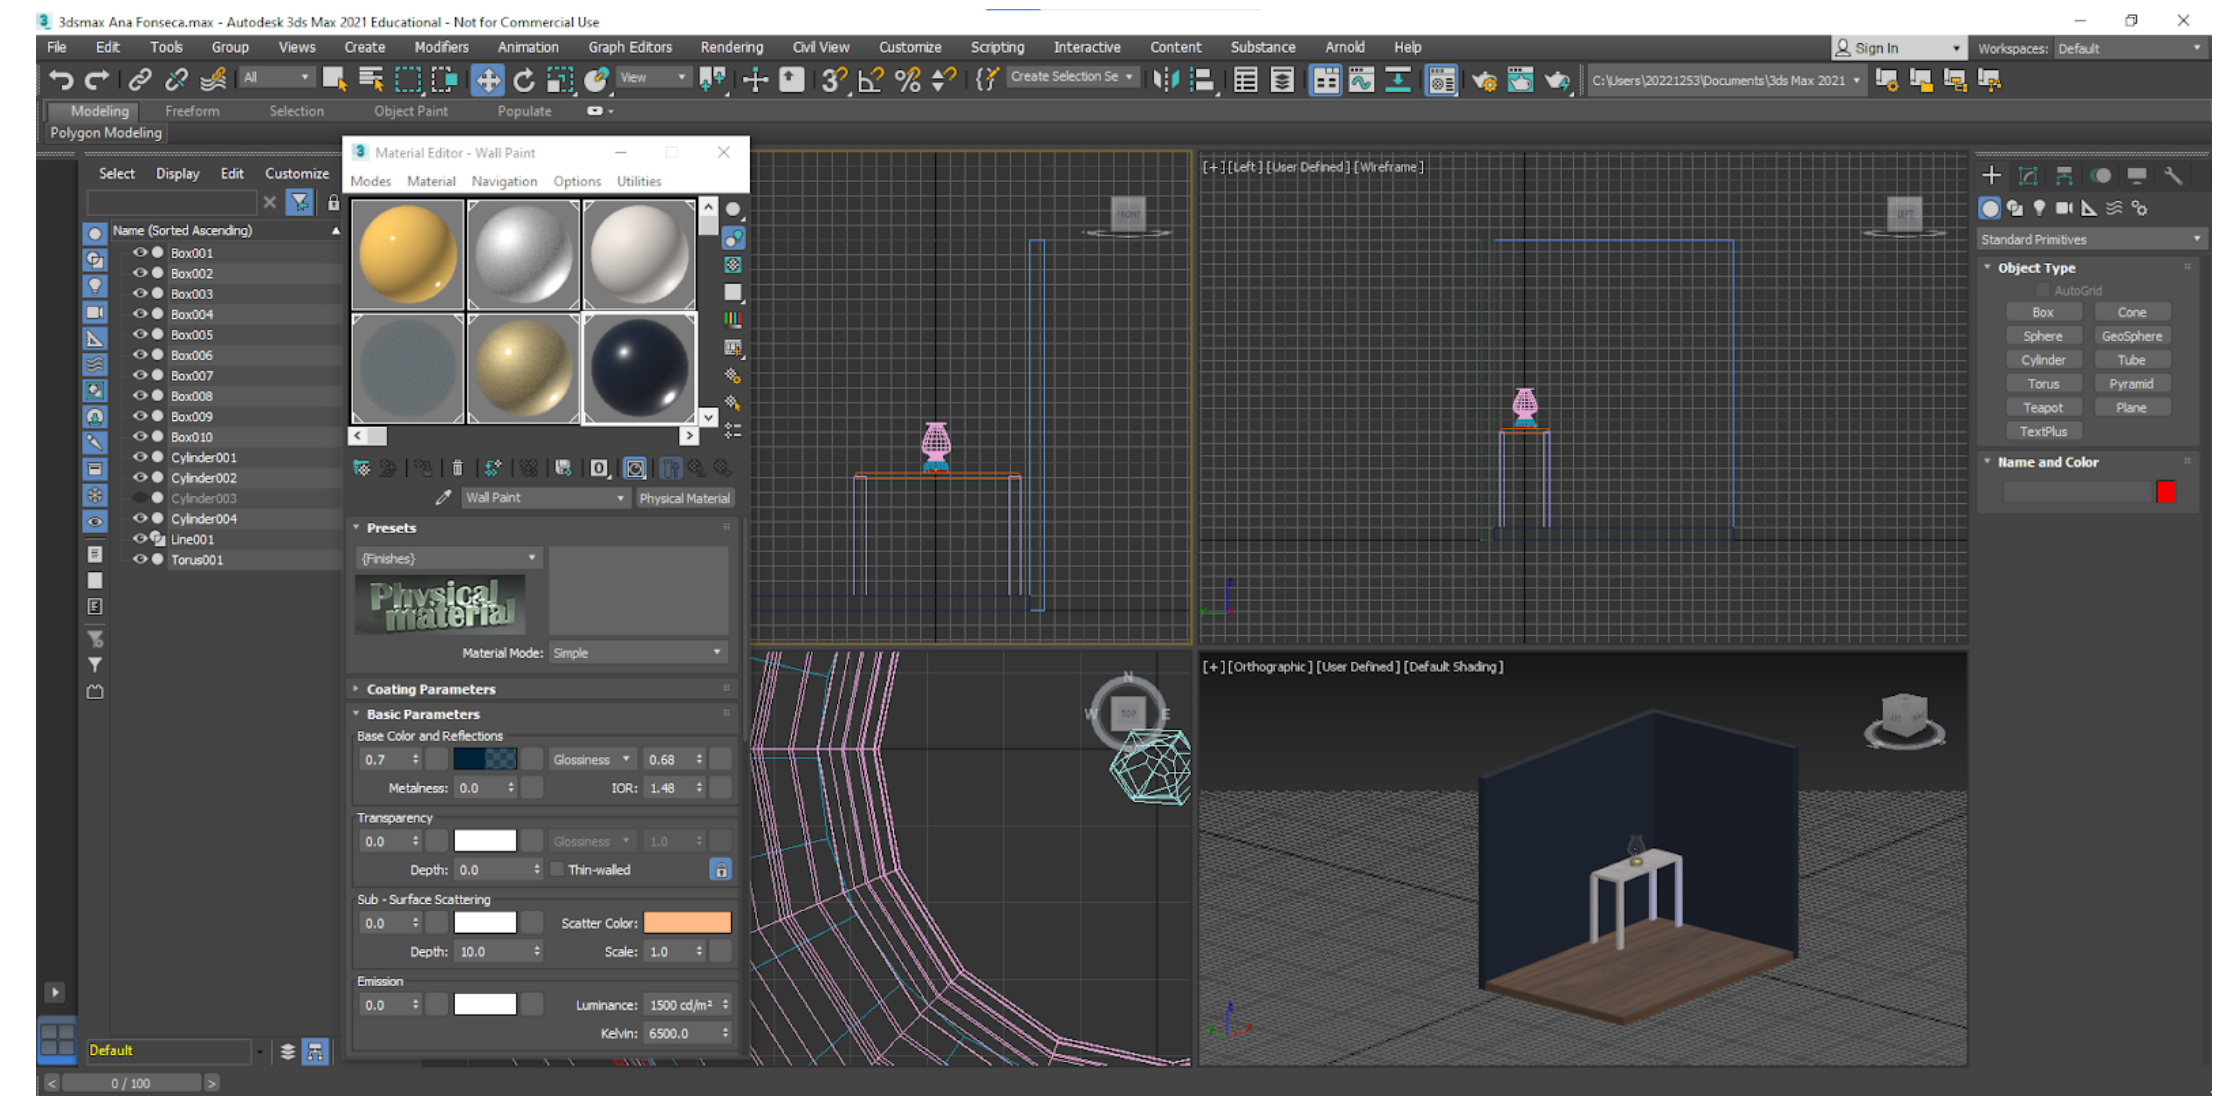 3dsmax Ana Fonseca.max - Autodesk 3ds Max 2021 Educational - Not for Commercial Use
File Edit Tools Group Views Create Modifiers Animation Graph Editors Rendering Civil View Customize Scripting Interactive Content Substance Arnold Help Sign In Workspaces: Default
All View Create Selection Se C:\Users\20221253\Documents\3ds Max 2021
Modeling Freeform Selection Object Paint Populate
Polygon Modeling
Select Display Edit Customize
Name (Sorted Ascending)
Box001
Box002
Box003
Box004
Box005
Box006
Box007
Box008
Box009
Box010
Cylinder001
Cylinder002
Cylinder003
Cylinder004
Line001
Torus001
Default
0 / 100
Material Editor - Wall Paint
Modes Material Navigation Options Utilities
Wall Paint Physical Material
Presets
{Finishes}
Physical material
Material Mode: Simple
Coating Parameters
Basic Parameters
Base Color and Reflections
0.7 Glossiness 0.68
Metalness: 0.0 IOR: 1.48
Transparency
0.0 Glossiness 1.0
Depth: 0.0 Thin-walled
Sub - Surface Scattering
0.0 Scatter Color:
Depth: 10.0 Scale: 1.0
Emission
0.0 Luminance: 1500 cd/m²
Kelvin: 6500.0
FRONT
[+] [Left] [User Defined] [Wireframe]
LEFT
N
W TOP E
[+] [Orthographic] [User Defined] [Default Shading]
Standard Primitives
Object Type
AutoGrid
Box Cone
Sphere GeoSphere
Cylinder Tube
Torus Pyramid
Teapot Plane
TextPlus
Name and Color